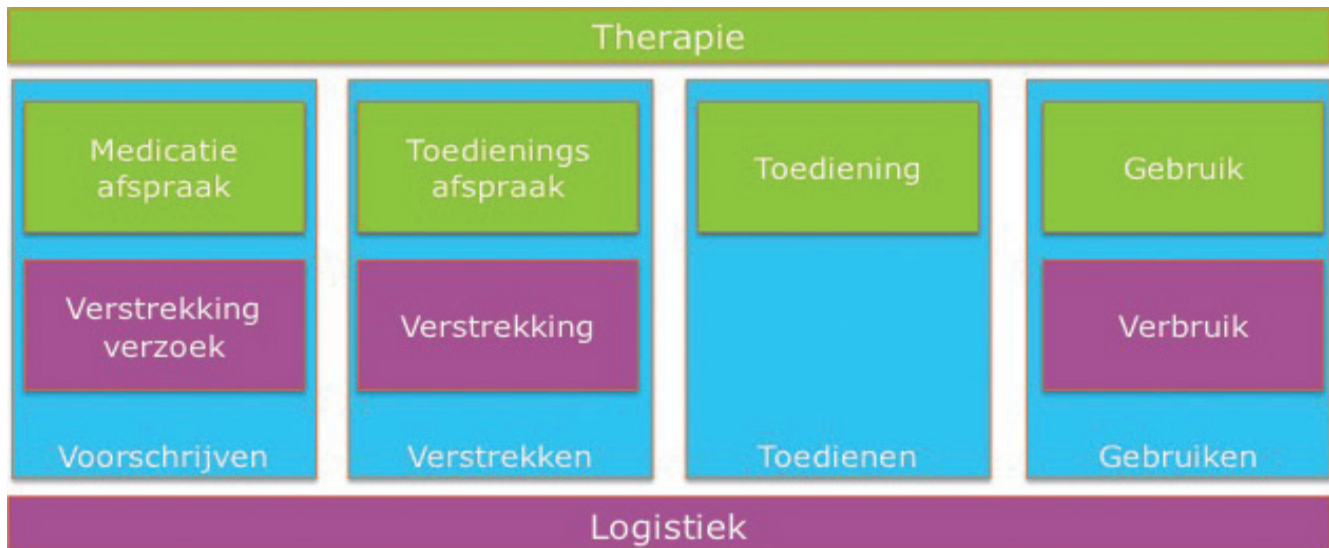 Therapie
Medicatie
afspraak
Toedienings
afspraak
Toediening
Gebruik
Verstrekking
verzoek
Verstrekking
Verbruik
Voorschrijven
Verstrekken
Toedienen
Gebruiken
Logistiek